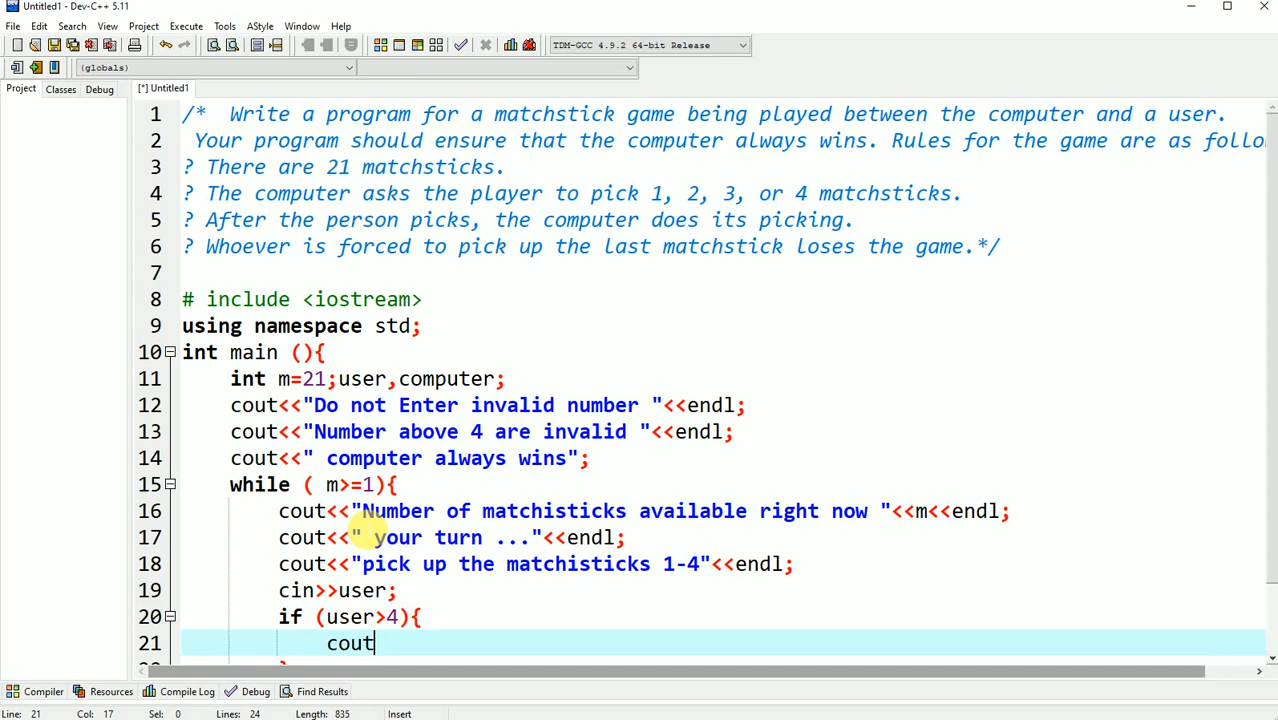 Untitled1 - Dev-C++ 5.11
File Edit Search View Project Execute Tools AStyle Window Help
TDM-GCC 4.9.2 64-bit Release
(globals)
Project Classes Debug [*] Untitled1
1 /*  Write a program for a matchstick game being played between the computer and a user.
2 Your program should ensure that the computer always wins. Rules for the game are as follo
3 ? There are 21 matchsticks.
4 ? The computer asks the player to pick 1, 2, 3, or 4 matchsticks.
5 ? After the person picks, the computer does its picking.
6 ? Whoever is forced to pick up the last matchstick loses the game.*/
7
8 # include <iostream>
9 using namespace std;
10 int main (){
11 int m=21;user,computer;
12 cout<<"Do not Enter invalid number "<<endl;
13 cout<<"Number above 4 are invalid "<<endl;
14 cout<<" computer always wins";
15 while ( m>=1){
16 cout<<"Number of matchisticks available right now "<<m<<endl;
17 cout<<" your turn ..."<<endl;
18 cout<<"pick up the matchisticks 1-4"<<endl;
19 cin>>user;
20 if (user>4){
21 cout
Compiler Resources Compile Log Debug Find Results
Line: 21 Col: 17 Sel: 0 Lines: 24 Length: 835 Insert